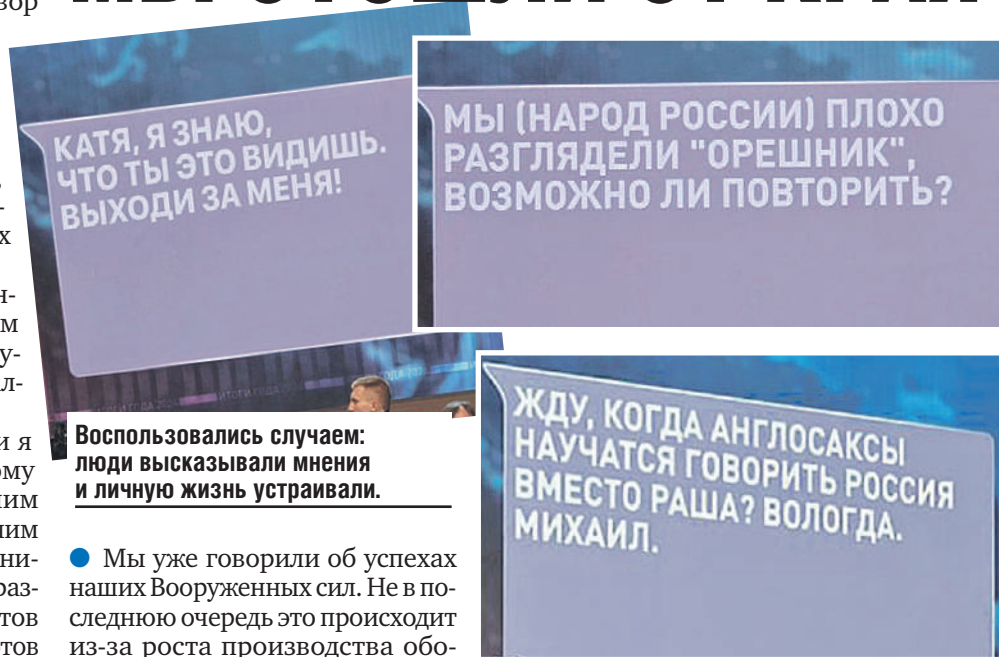 КАТЯ, Я ЗНАЮ,
ЧТО ТЫ ЭТО ВИДИШЬ.
ВЫХОДИ ЗА МЕНЯ!
МЫ (НАРОД РОССИИ) ПЛОХО
РАЗГЛЯДЕЛИ "ОРЕШНИК",
ВОЗМОЖНО ЛИ ПОВТОРИТЬ?
ЖДУ, КОГДА АНГЛОСАКСЫ
НАУЧАТСЯ ГОВОРИТЬ РОССИЯ
ВМЕСТО РАША? ВОЛОГДА.
МИХАИЛ.
Воспользовались случаем:
люди высказывали мнения
и личную жизнь устраивали.
● Мы уже говорили об успехах
наших Вооруженных сил. Не в по-
следнюю очередь это происходит
из-за роста производства обо-